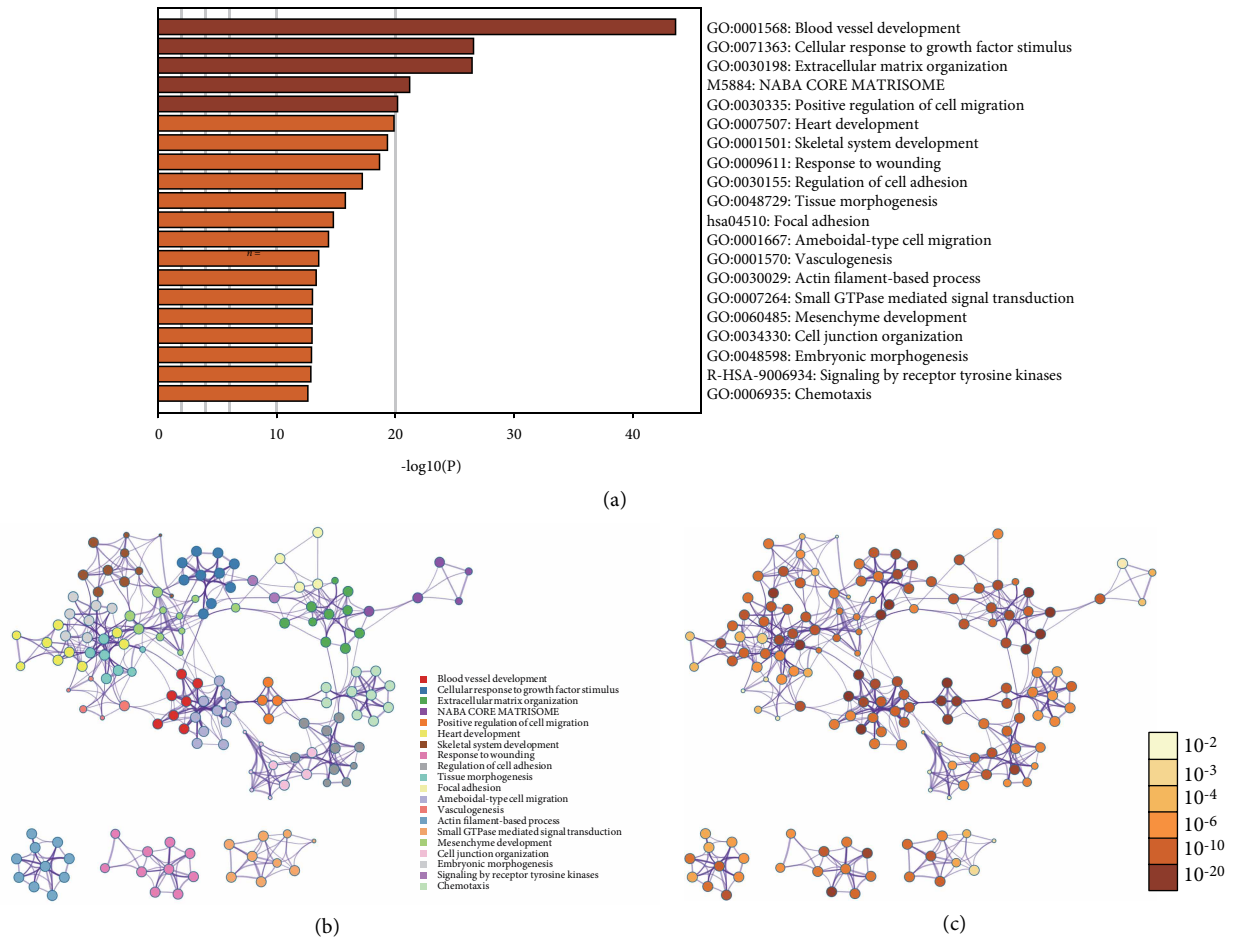 GO:0001568: Blood vessel development
GO:0071363: Cellular response to growth factor stimulus
GO:0030198: Extracellular matrix organization
M5884: NABA CORE MATRISOME
GO:0030335: Positive regulation of cell migration
GO:0007507: Heart development
GO:0001501: Skeletal system development
GO:0009611: Response to wounding
GO:0030155: Regulation of cell adhesion
GO:0048729: Tissue morphogenesis
hsa04510: Focal adhesion
GO:0001667: Ameboidal-type cell migration
n =
GO:0001570: Vasculogenesis
GO:0030029: Actin filament-based process
GO:0007264: Small GTPase mediated signal transduction
GO:0060485: Mesenchyme development
GO:0034330: Cell junction organization
GO:0048598: Embryonic morphogenesis
R-HSA-9006934: Signaling by receptor tyrosine kinases
GO:0006935: Chemotaxis
0 10 20 30 40
-log10(P)
(a)
Blood vessel development
Cellular response to growth factor stimulus
Extracellular matrix organization
NABA CORE MATRISOME
Positive regulation of cell migration
Heart development
Skeletal system development
Response to wounding
Regulation of cell adhesion
Tissue morphogenesis
Focal adhesion
Ameboidal-type cell migration
Vasculogenesis
Actin filament-based process
Small GTPase mediated signal transduction
Mesenchyme development
Cell junction organization
Embryonic morphogenesis
Signaling by receptor tyrosine kinases
Chemotaxis
(b)
10-2
10-3
10-4
10-6
10-10
10-20
(c)